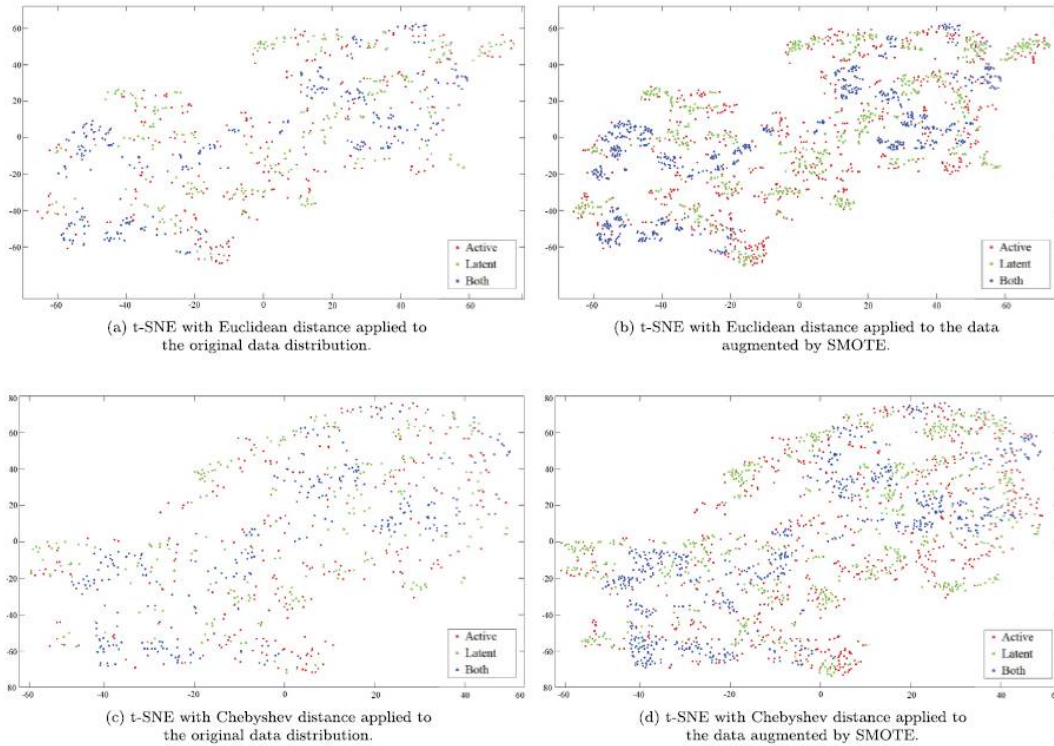 60
40
20
0
-20
-40
-60
-60 -40 -20 0 20 40 60
Active
Latent
Both
(a) t-SNE with Euclidean distance applied to
the original data distribution.
60
40
20
0
-20
-40
-60
-60 -40 -20 0 20 40 60
Active
Latent
Both
(b) t-SNE with Euclidean distance applied to the data
augmented by SMOTE.
80
60
40
20
0
-20
-40
-60
80
-60 -40 -20 0 20 40 60
Active
Latent
Both
(c) t-SNE with Chebyshev distance applied to
the original data distribution.
80
60
40
20
0
-20
-40
-60
80
-60 -40 -20 0 20 40 60
Active
Latent
Both
(d) t-SNE with Chebyshev distance applied to
the data augmented by SMOTE.